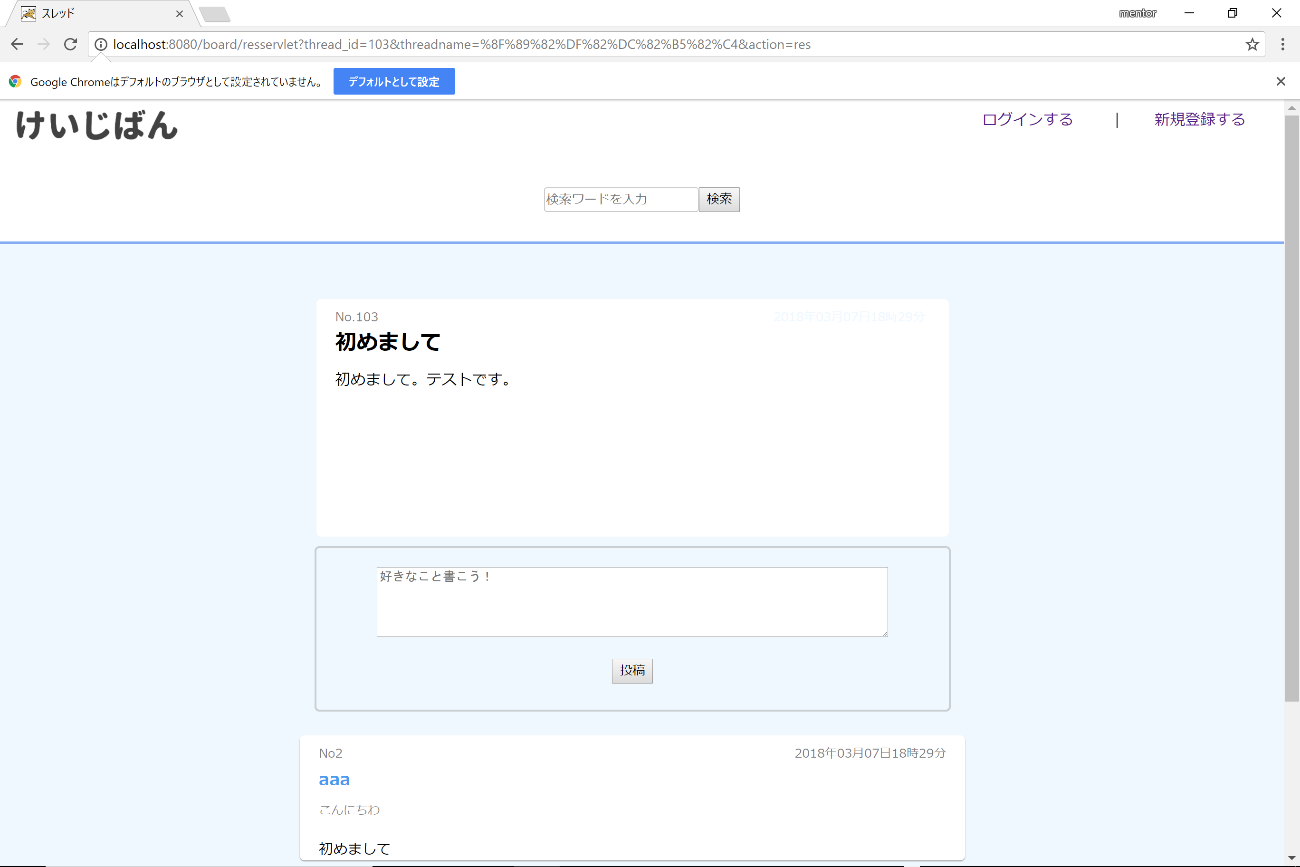 スレッド
mentor
localhost:8080/board/resservlet?thread_id=103&threadname=%8F%89%82%DF%82%DC%82%B5%82%C4&action=res
Google Chromeはデフォルトのブラウザとして設定されていません。 デフォルトとして設定
けいじばん
ログインする | 新規登録する
検索ワードを入力 検索
No.103 2018年03月07日18時29分
初めまして
初めまして。テストです。
好きなこと書こう！
投稿
No2 2018年03月07日18時29分
aaa
こんにちわ
初めまして